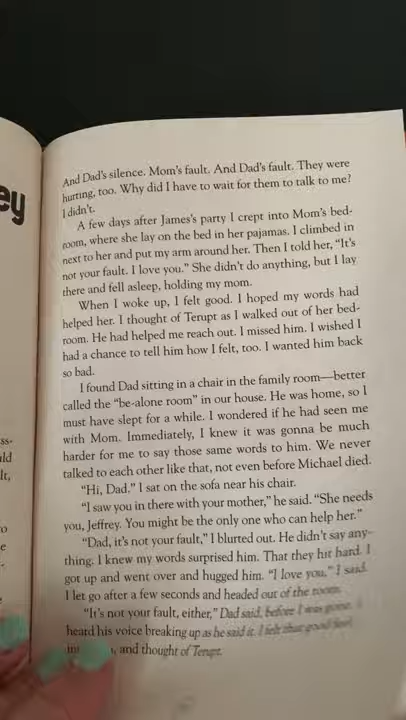 ey
And Dad's silence. Mom's fault. And Dad's fault. They were
hurting, too. Why did I have to wait for them to talk to me?
I didn't.
A few days after James's party I crept into Mom's bed-
room, where she lay on the bed in her pajamas. I climbed in
next to her and put my arm around her. Then I told her, "It's
not your fault. I love you." She didn't do anything, but I lay
there and fell asleep, holding my mom.
When I woke up, I felt good. I hoped my words had
helped her. I thought of Terupt as I walked out of her bed-
room. He had helped me reach out. I missed him. I wished I
had a chance to tell him how I felt, too. I wanted him back
so bad.
I found Dad sitting in a chair in the family room—better
called the "be-alone room" in our house. He was home, so I
must have slept for a while. I wondered if he had seen me
with Mom. Immediately, I knew it was gonna be much
harder for me to say those same words to him. We never
talked to each other like that, not even before Michael died.
"Hi, Dad." I sat on the sofa near his chair.
"I saw you in there with your mother," he said. "She needs
you, Jeffrey. You might be the only one who can help her."
"Dad, it's not your fault," I blurted out. He didn't say any-
thing. I knew my words surprised him. That they hit hard. I
got up and went over and hugged him. "I love you," I said.
I let go after a few seconds and headed out of the room.
"It's not your fault, either," Dad said, before I was gone. I
heard his voice breaking up as he said it. I felt that good feel-
and thought of Terupt.